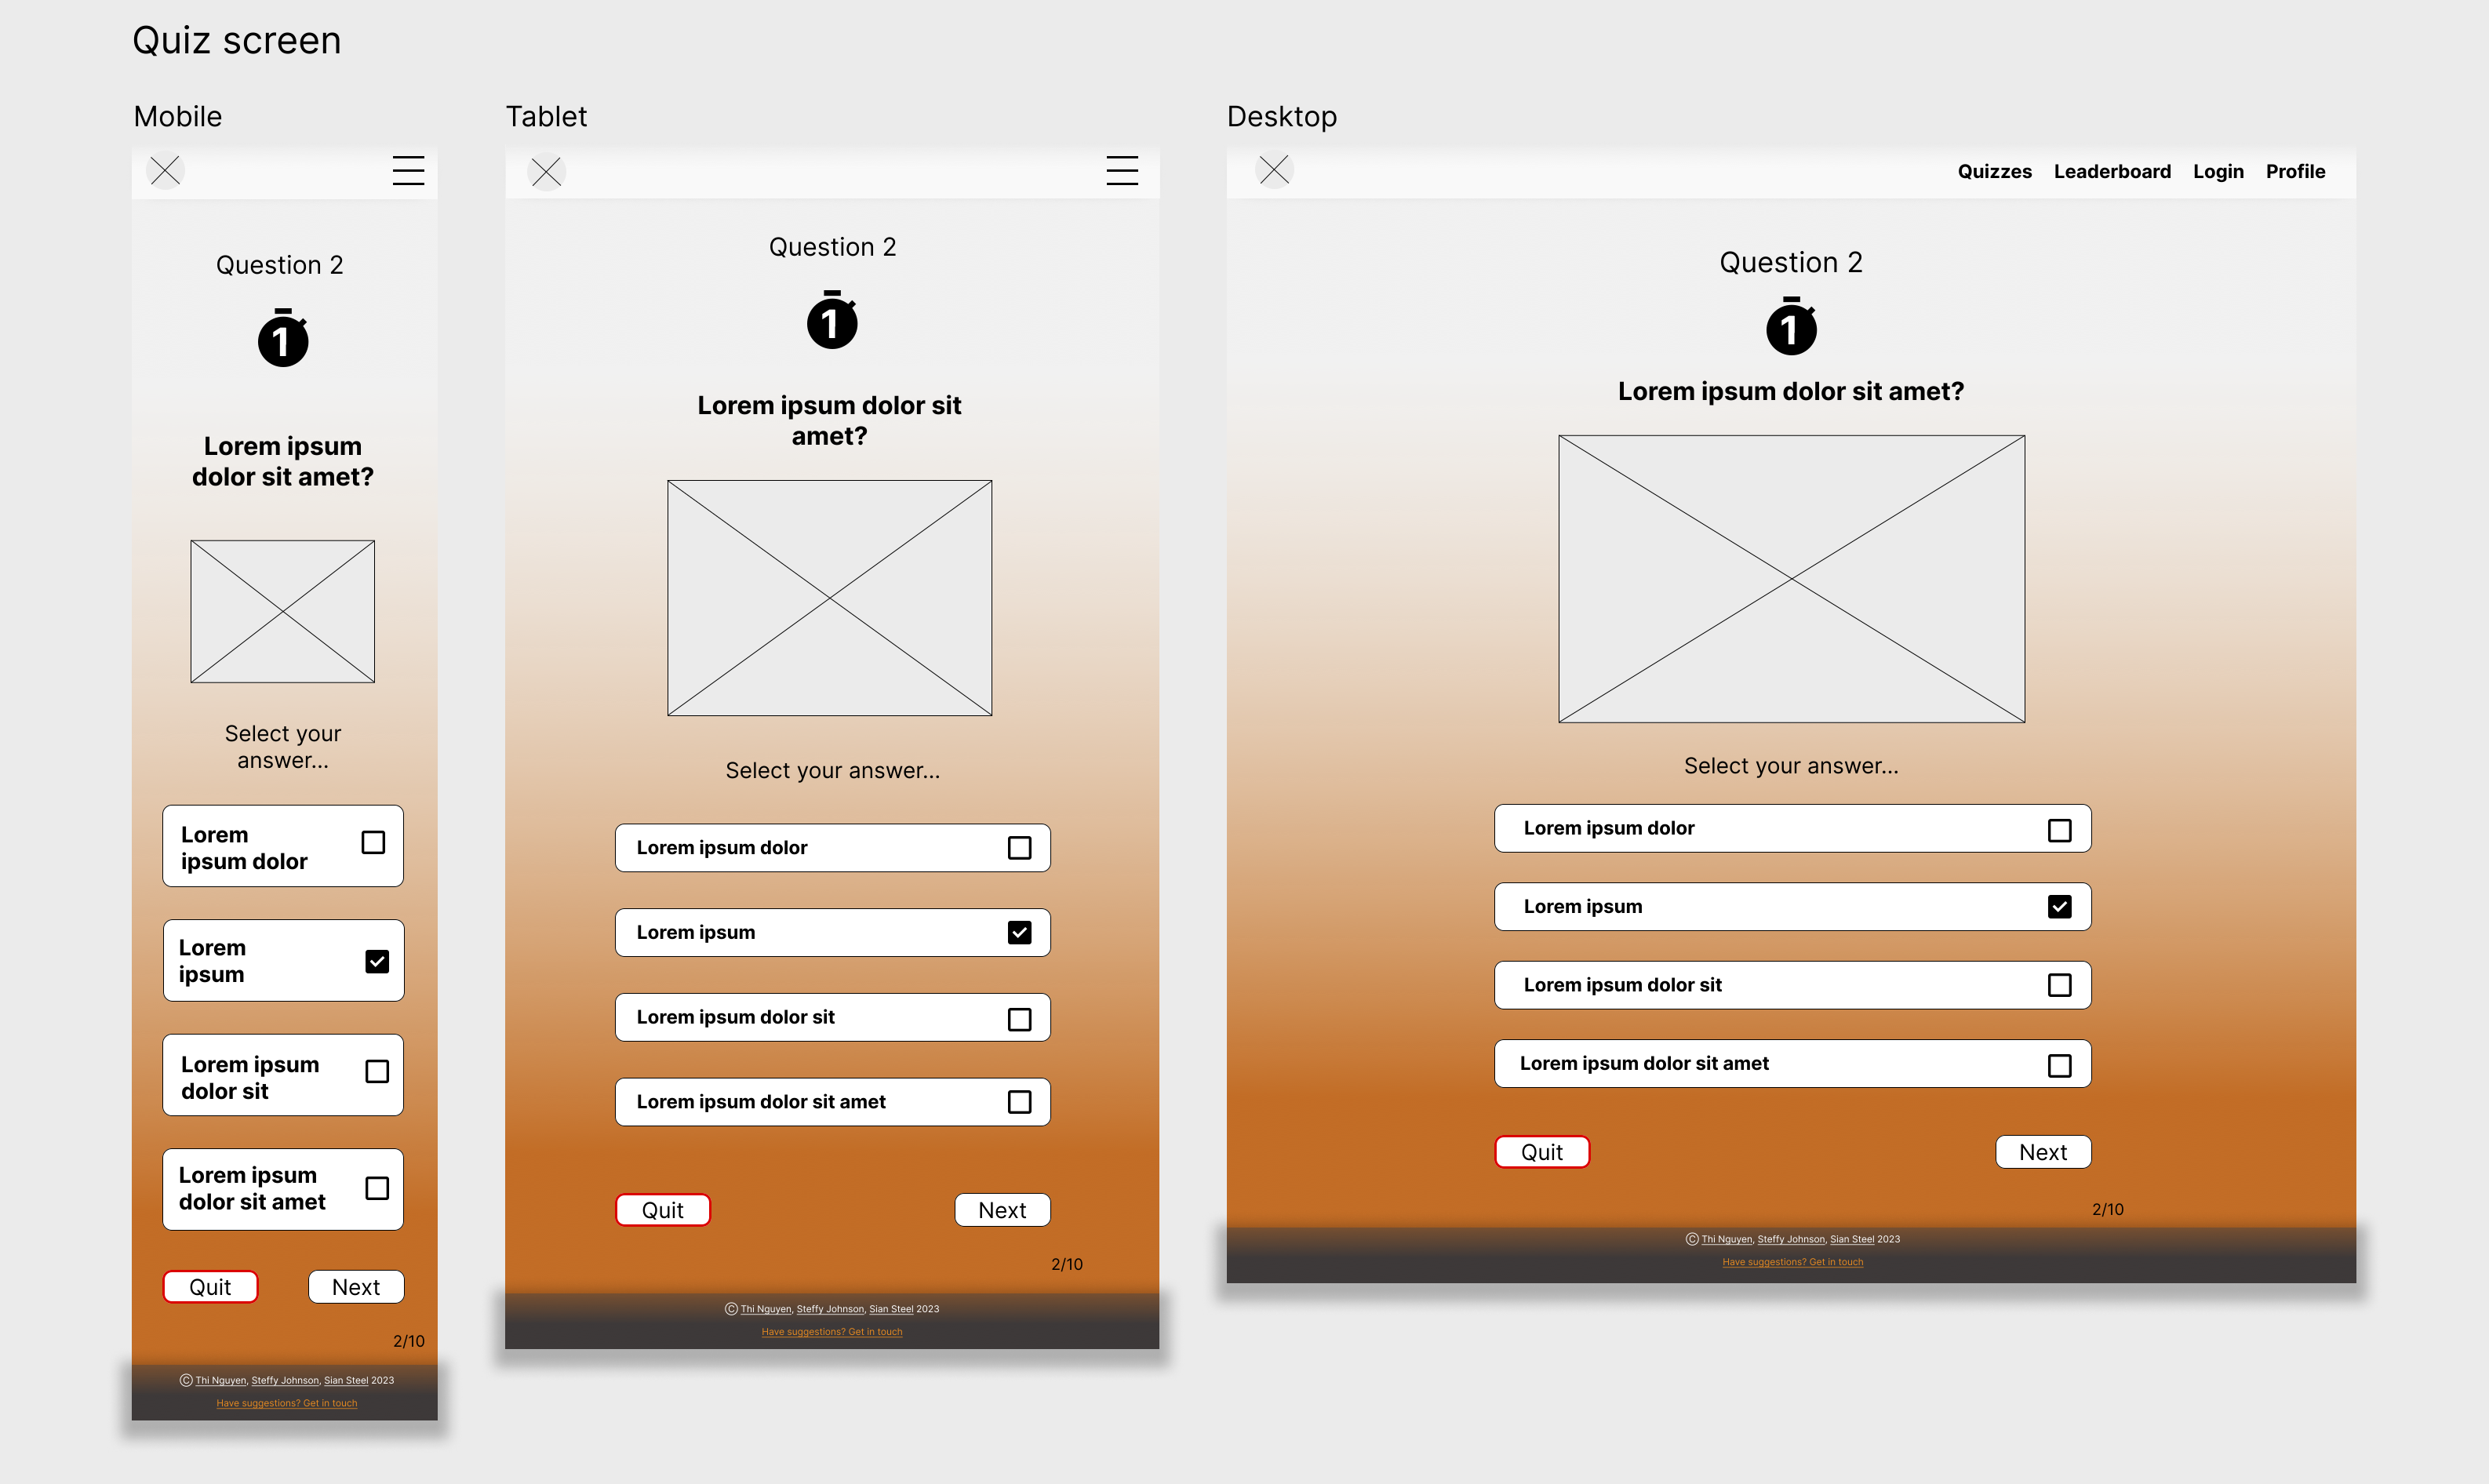 Quiz screen
Mobile
Question 2
1
Lorem ipsum
dolor sit amet?
Select your
answer...
Lorem
ipsum dolor
Lorem
ipsum
Lorem ipsum
dolor sit
Lorem ipsum
dolor sit amet
Quit
Next
2/10
© Thi Nguyen, Steffy Johnson, Sian Steel 2023
Have suggestions? Get in touch
Tablet
Question 2
1
Lorem ipsum dolor sit
amet?
Select your answer...
Lorem ipsum dolor
Lorem ipsum
Lorem ipsum dolor sit
Lorem ipsum dolor sit amet
Quit
Next
2/10
© Thi Nguyen, Steffy Johnson, Sian Steel 2023
Have suggestions? Get in touch
Desktop
Quizzes Leaderboard Login Profile
Question 2
1
Lorem ipsum dolor sit amet?
Select your answer...
Lorem ipsum dolor
Lorem ipsum
Lorem ipsum dolor sit
Lorem ipsum dolor sit amet
Quit
Next
2/10
© Thi Nguyen, Steffy Johnson, Sian Steel 2023
Have suggestions? Get in touch